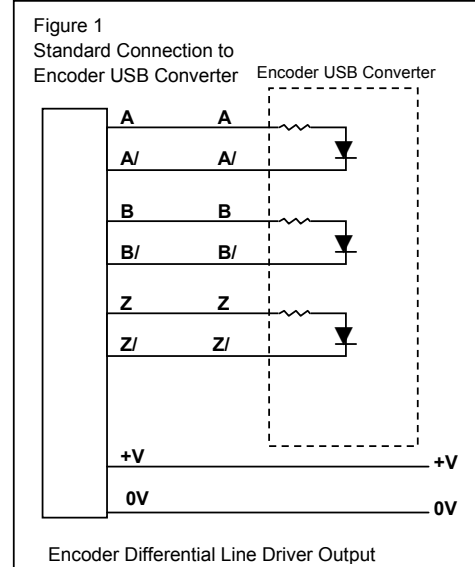 Figure 1
Standard Connection to
Encoder USB Converter
Encoder USB Converter
A A
A/ A/
B B
B/ B/
Z Z
Z/ Z/
+V +V
0V 0V
Encoder Differential Line Driver Output